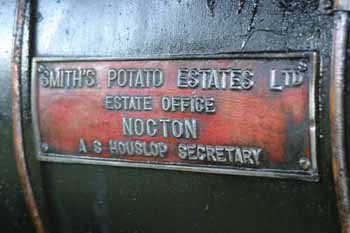 SMITH'S POTATO ESTATES LTD
ESTATE OFFICE
NOCTON
A S HOUSLOP SECRETARY